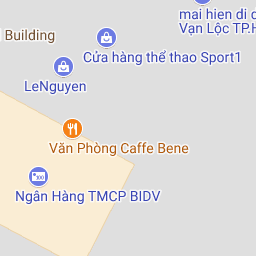 mai hien di
Vạn Lộc TP.
Building
Cửa hàng thể thao Sport1
LeNguyen
Văn Phòng Caffe Bene
Ngân Hàng TMCP BIDV